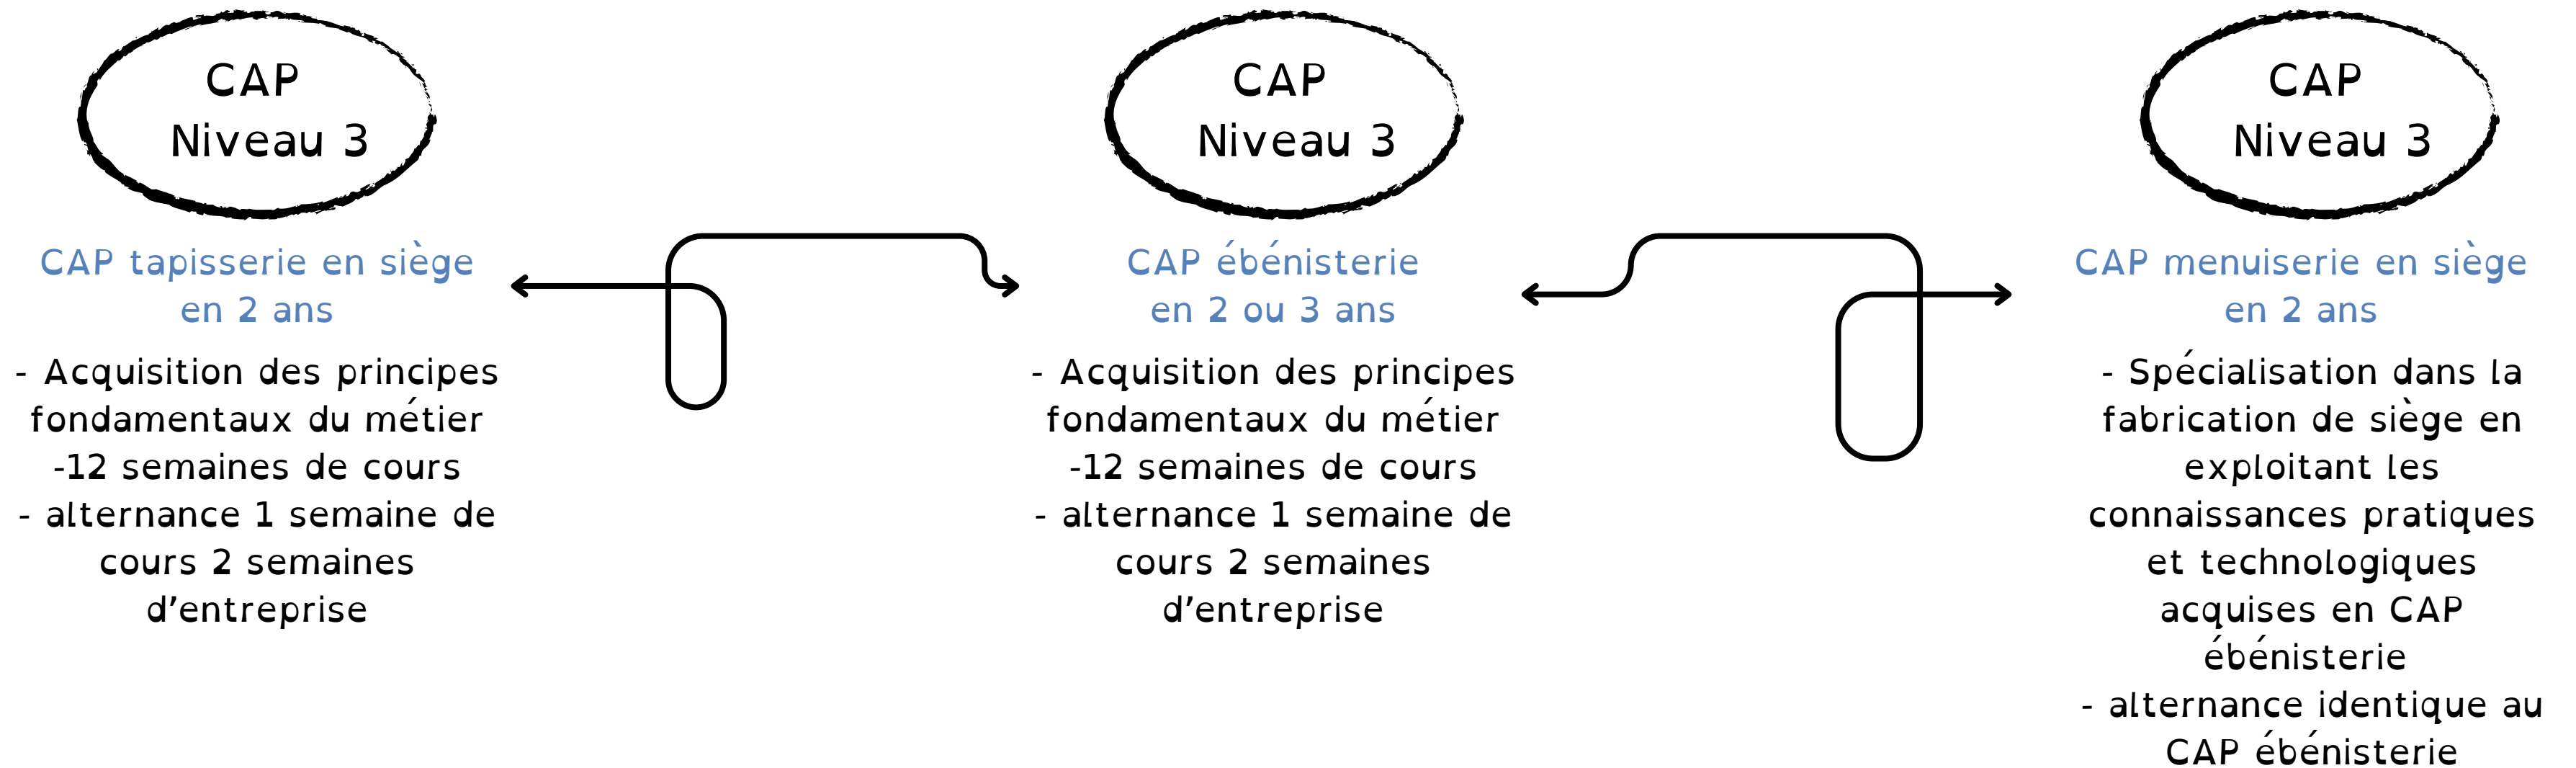 CAP
Niveau 3
CAP tapisserie en siège
en 2 ans
- Acquisition des principes
fondamentaux du métier
-12 semaines de cours
- alternance 1 semaine de
cours 2 semaines
d’entreprise
CAP
Niveau 3
CAP ébénisterie
en 2 ou 3 ans
- Acquisition des principes
fondamentaux du métier
-12 semaines de cours
- alternance 1 semaine de
cours 2 semaines
d’entreprise
CAP
Niveau 3
CAP menuiserie en siège
en 2 ans
- Spécialisation dans la
fabrication de siège en
exploitant les
connaissances pratiques
et technologiques
acquises en CAP
ébénisterie
- alternance identique au
CAP ébénisterie